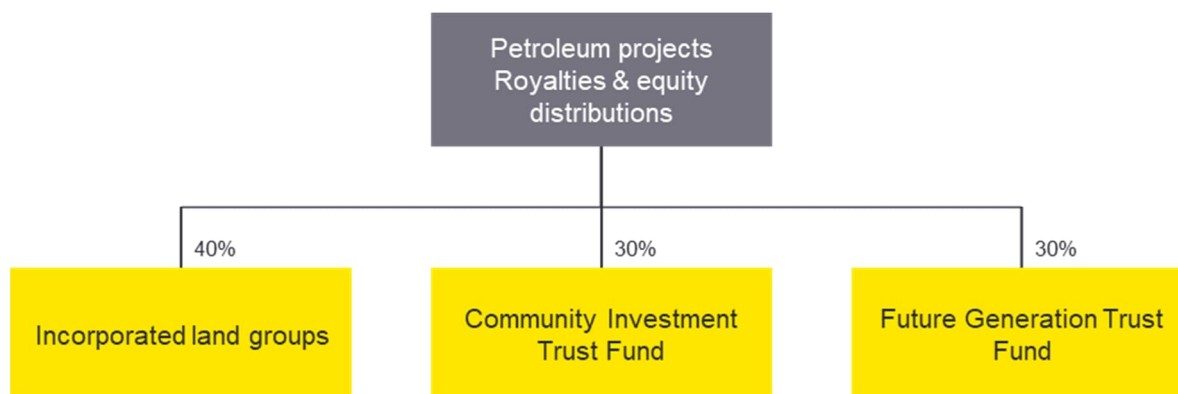 Petroleum projects
Royalties & equity
distributions
40%
30%
30%
Incorporated land groups
Community Investment
Trust Fund
Future Generation Trust
Fund